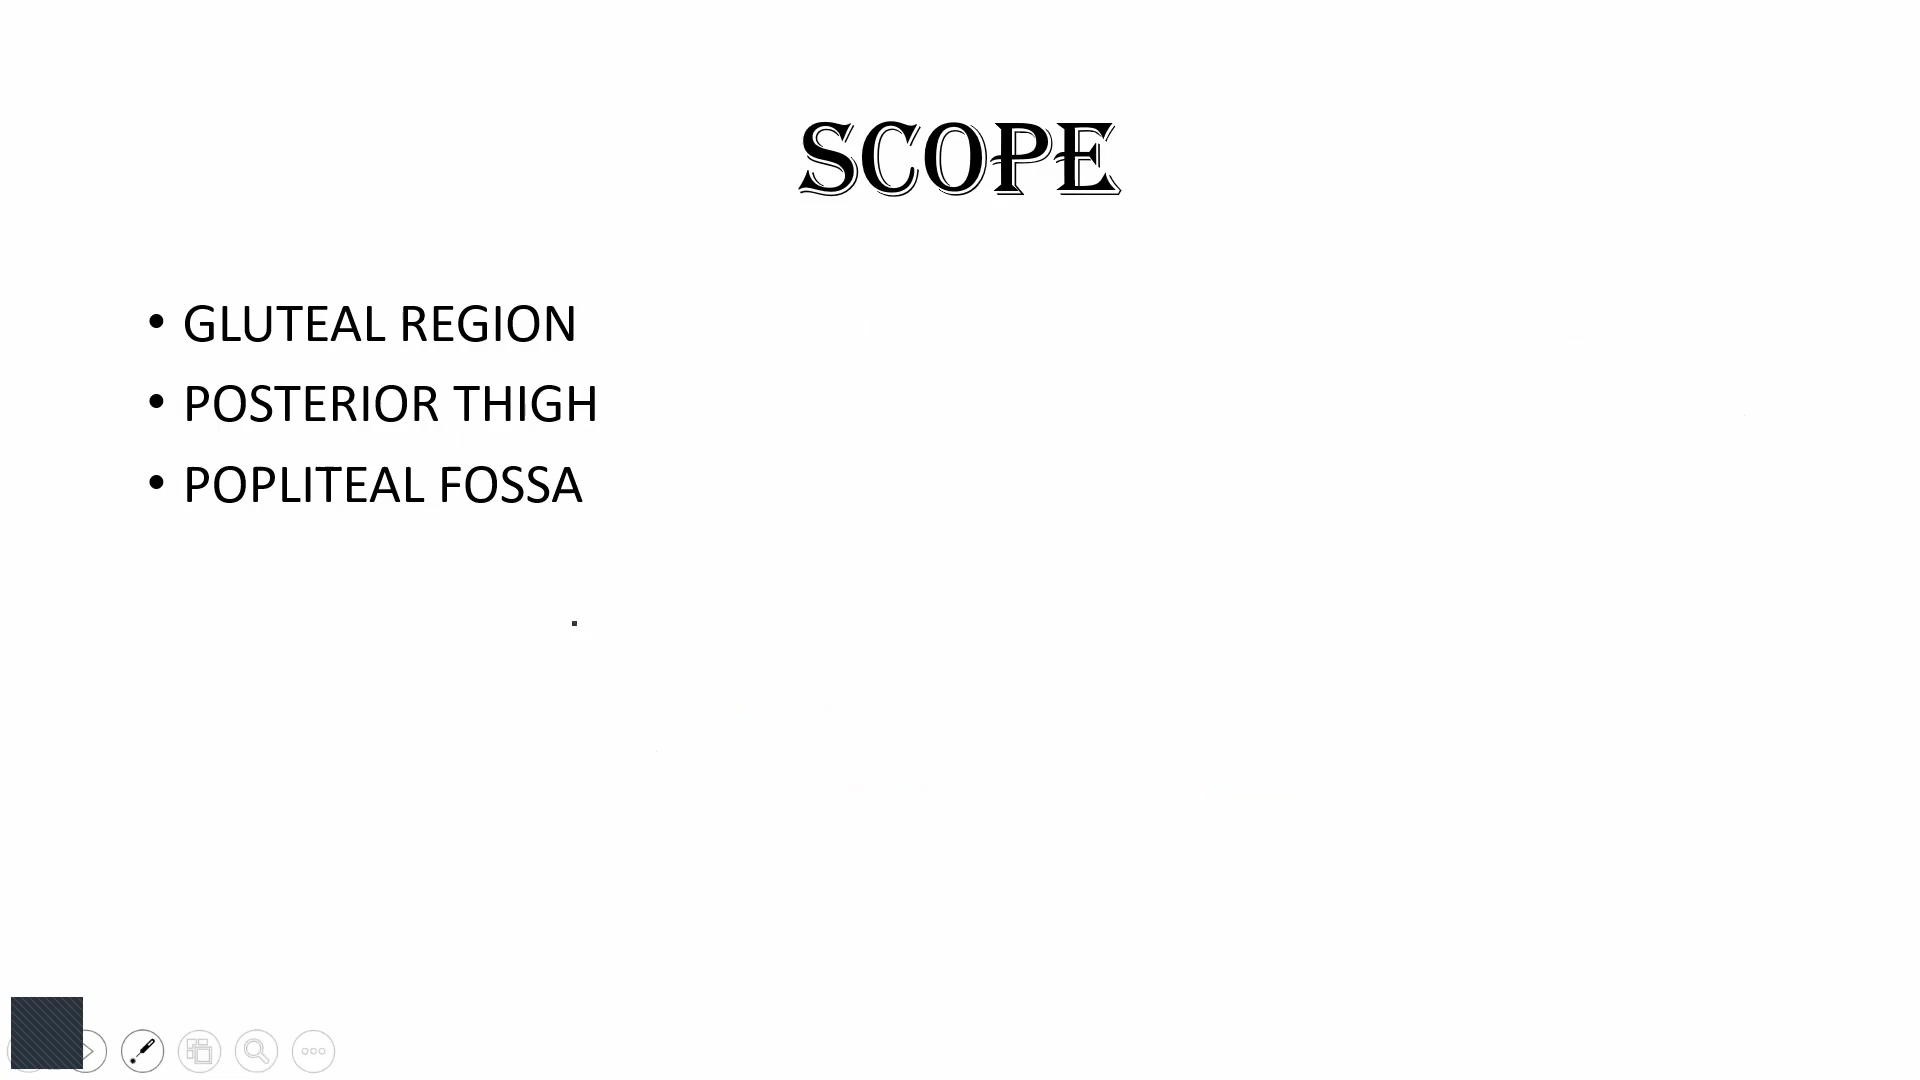 SCOPE
• GLUTEAL REGION
• POSTERIOR THIGH
• POPLITEAL FOSSA